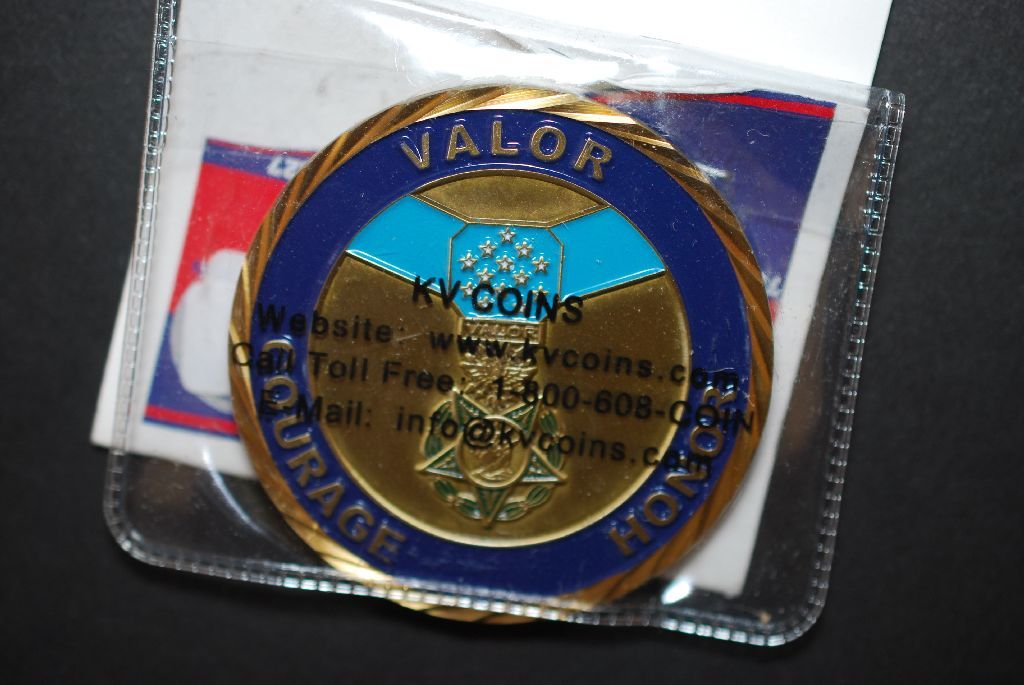 VALOR
KV COINS
VALOR
Website: www.kvcoins.com
Call Toll Free: 1-800-608-COIN
E-Mail: info@kvcoins.com
COURAGE
HONOR